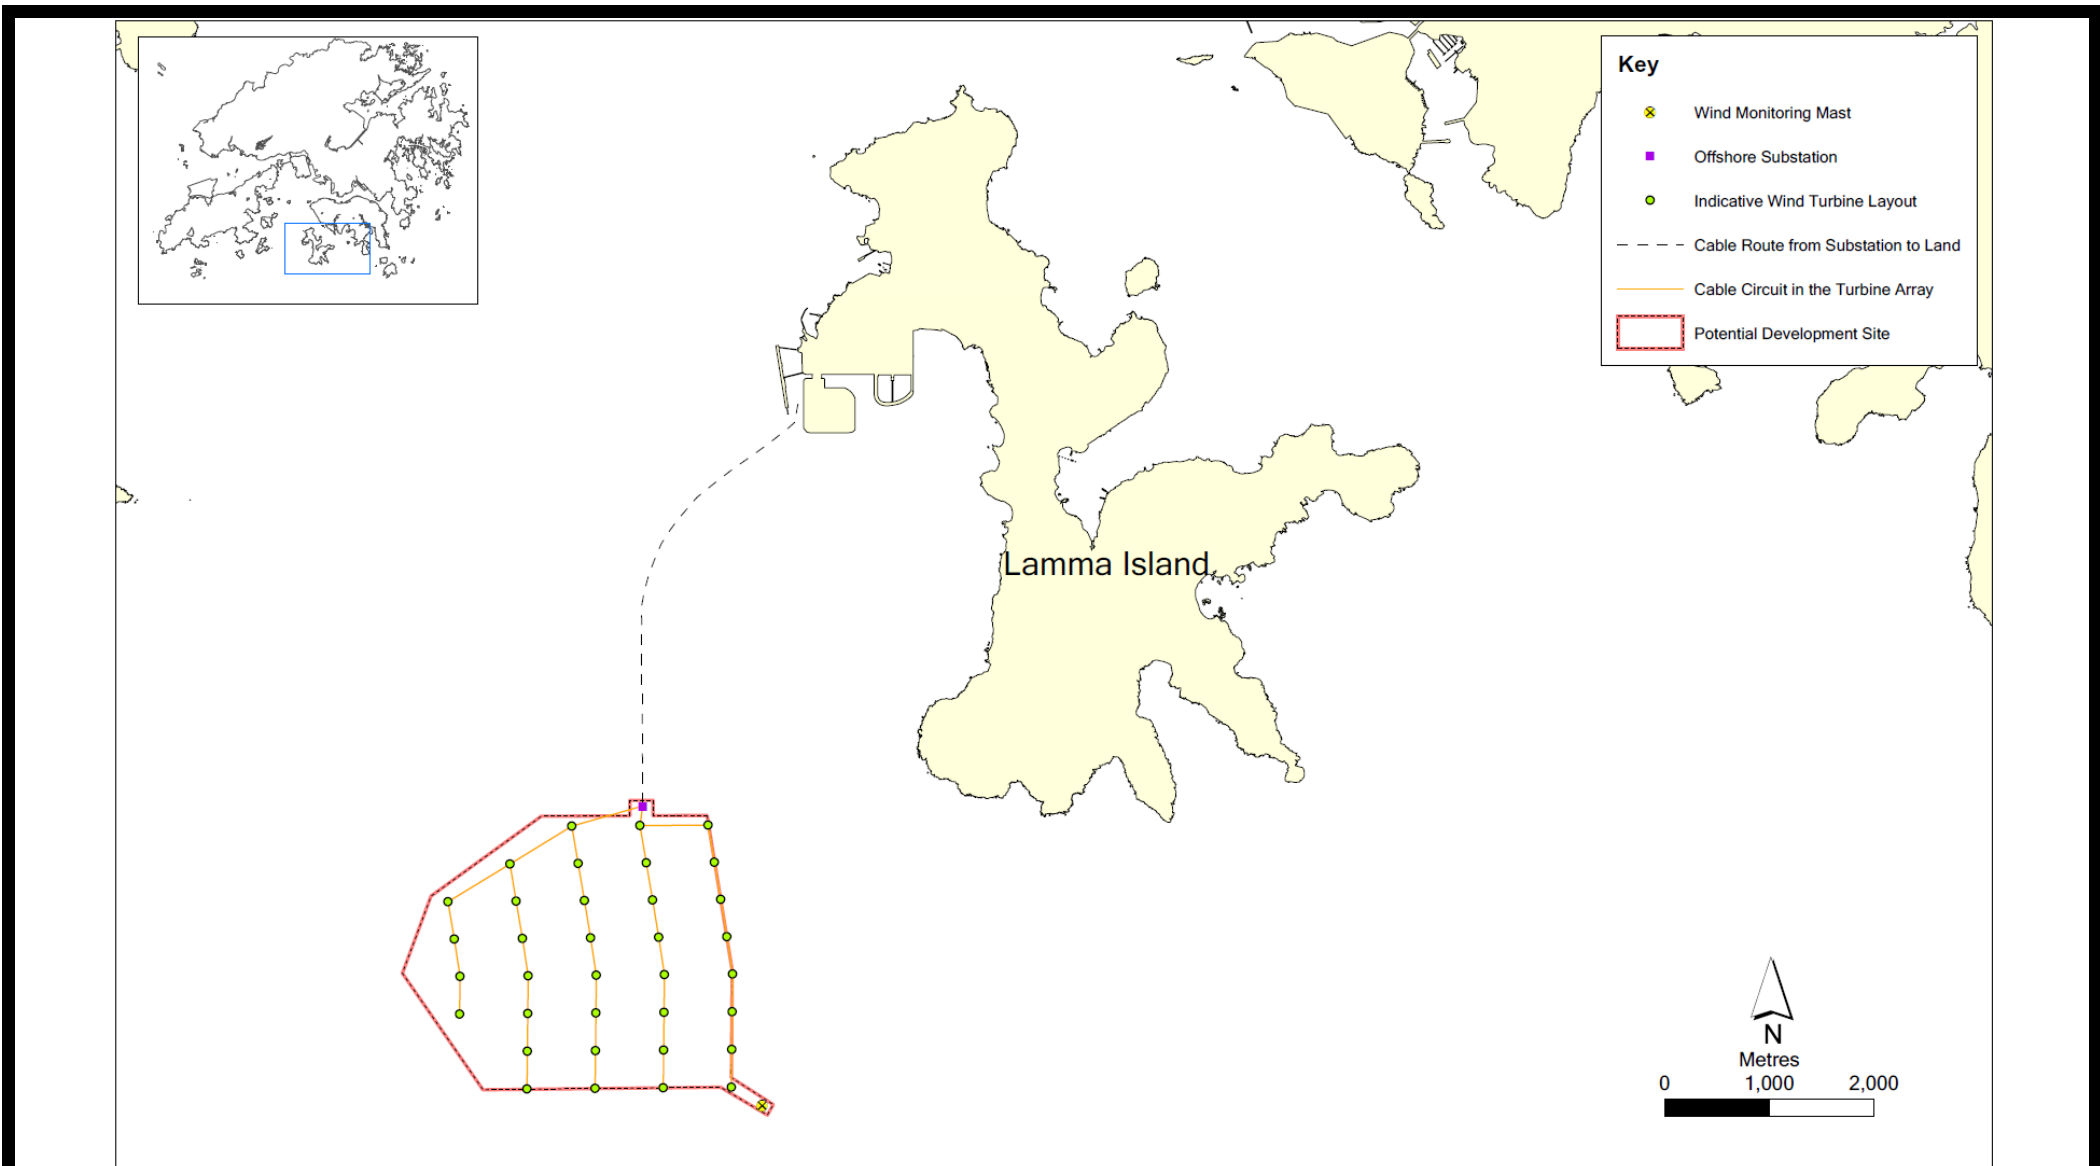 Key
Wind Monitoring Mast
Offshore Substation
Indicative Wind Turbine Layout
Cable Route from Substation to Land
Cable Circuit in the Turbine Array
Potential Development Site
Lamma Island
N
Metres
0 1,000 2,000